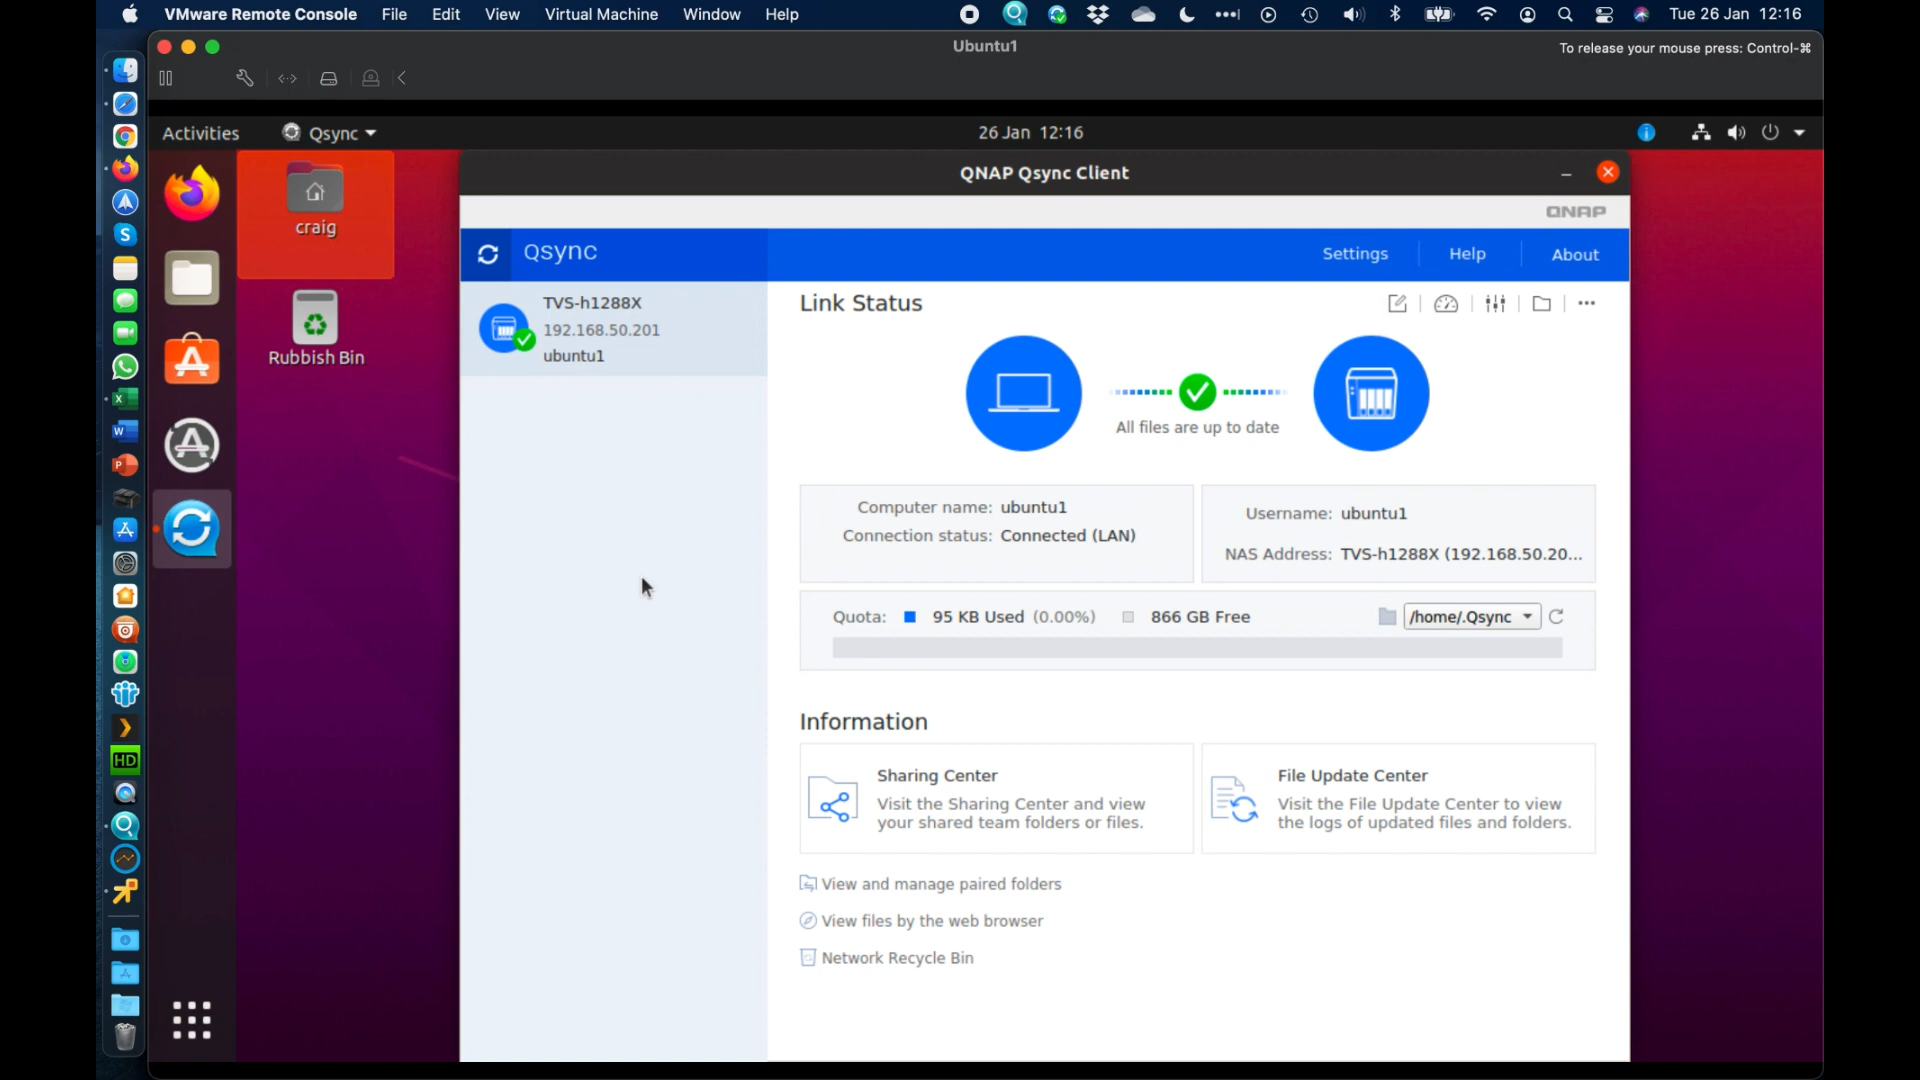 VMware Remote Console File Edit View Virtual Machine Window Help Tue 26 Jan 12:16
Ubuntu1
To release your mouse press: Control-⌘
Activities Qsync 26 Jan 12:16
QNAP Qsync Client
QNAP
Qsync Settings Help About
craig
Rubbish Bin
TVS-h1288X
192.168.50.201
ubuntu1
Link Status
All files are up to date
Computer name: ubuntu1
Connection status: Connected (LAN)
Username: ubuntu1
NAS Address: TVS-h1288X (192.168.50.20...
Quota: 95 KB Used (0.00%) 866 GB Free /home/.Qsync
Information
Sharing Center
Visit the Sharing Center and view
your shared team folders or files.
File Update Center
Visit the File Update Center to view
the logs of updated files and folders.
View and manage paired folders
View files by the web browser
Network Recycle Bin
HD